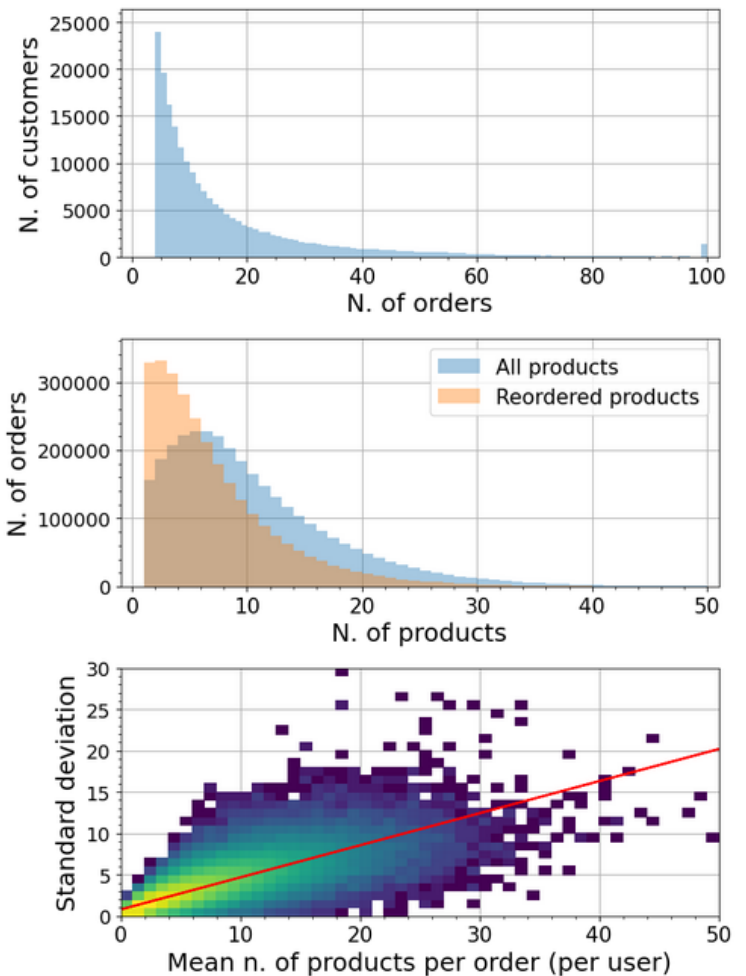 25000
20000
15000
10000
5000
0
N. of customers
0 20 40 60 80 100
N. of orders
300000
200000
100000
0
N. of orders
All products
Reordered products
0 10 20 30 40 50
N. of products
30
25
20
15
10
5
0
Standard deviation
0 10 20 30 40 50
Mean n. of products per order (per user)